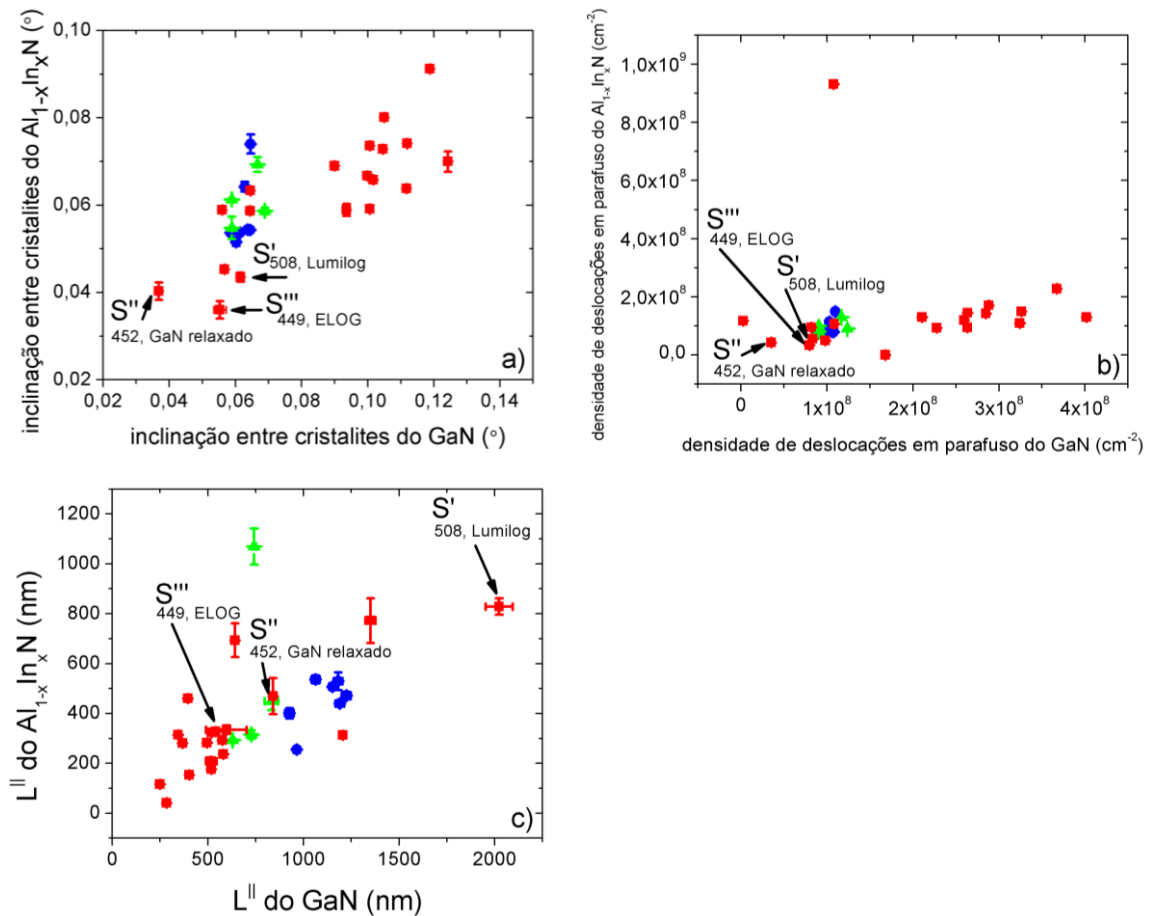 inclinação entre cristalites do Al1-xInxN (°)
0,10
0,08
0,06
0,04
0,02
S'
508, Lumilog
S''
452, GaN relaxado
S'''
449, ELOG
a)
0,00 0,02 0,04 0,06 0,08 0,10 0,12 0,14
inclinação entre cristalites do GaN (°)
densidade de deslocações em parafuso do Al1-xInxN (cm-2)
1,0x10⁹
8,0x10⁸
6,0x10⁸
4,0x10⁸
2,0x10⁸
0,0
S'''
449, ELOG
S'
508, Lumilog
S''
452, GaN relaxado
b)
0 1x10⁸ 2x10⁸ 3x10⁸ 4x10⁸
densidade de deslocações em parafuso do GaN (cm-2)
L|| do Al1-xInxN (nm)
1200
1000
800
600
400
200
0
S'
508, Lumilog
S'''
449, ELOG
S''
452, GaN relaxado
c)
0 500 1000 1500 2000
L|| do GaN (nm)